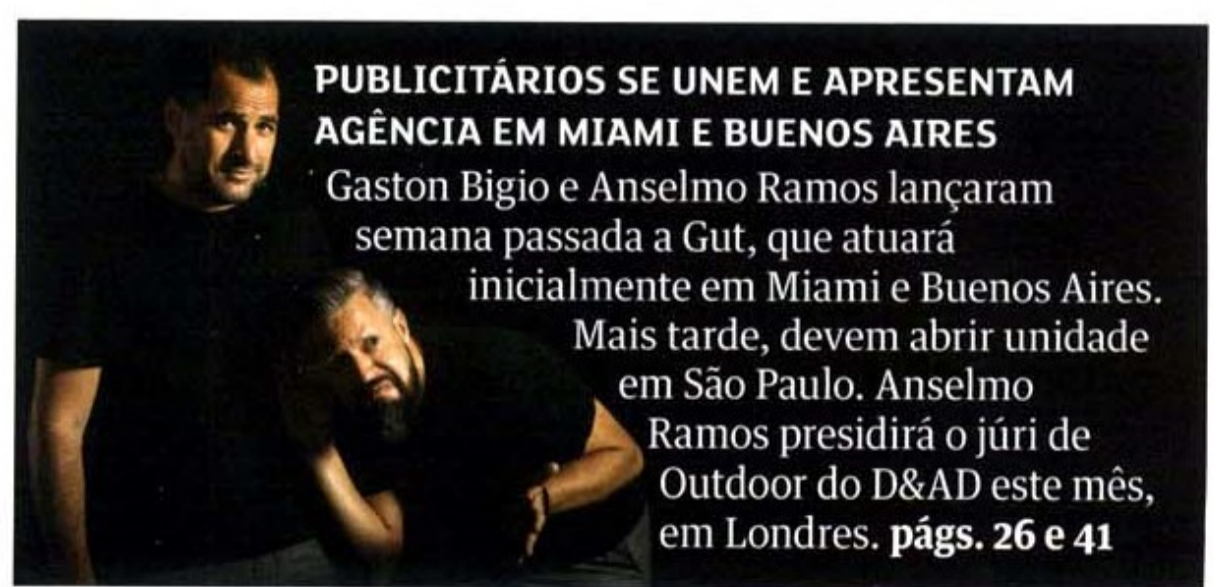 PUBLICITÁRIOS SE UNEM E APRESENTAM
AGÊNCIA EM MIAMI E BUENOS AIRES
Gaston Bigio e Anselmo Ramos lançaram
semana passada a Gut, que atuará
inicialmente em Miami e Buenos Aires.
Mais tarde, devem abrir unidade
em São Paulo. Anselmo
Ramos presidirá o júri de
Outdoor do D&AD este mês,
em Londres. págs. 26 e 41